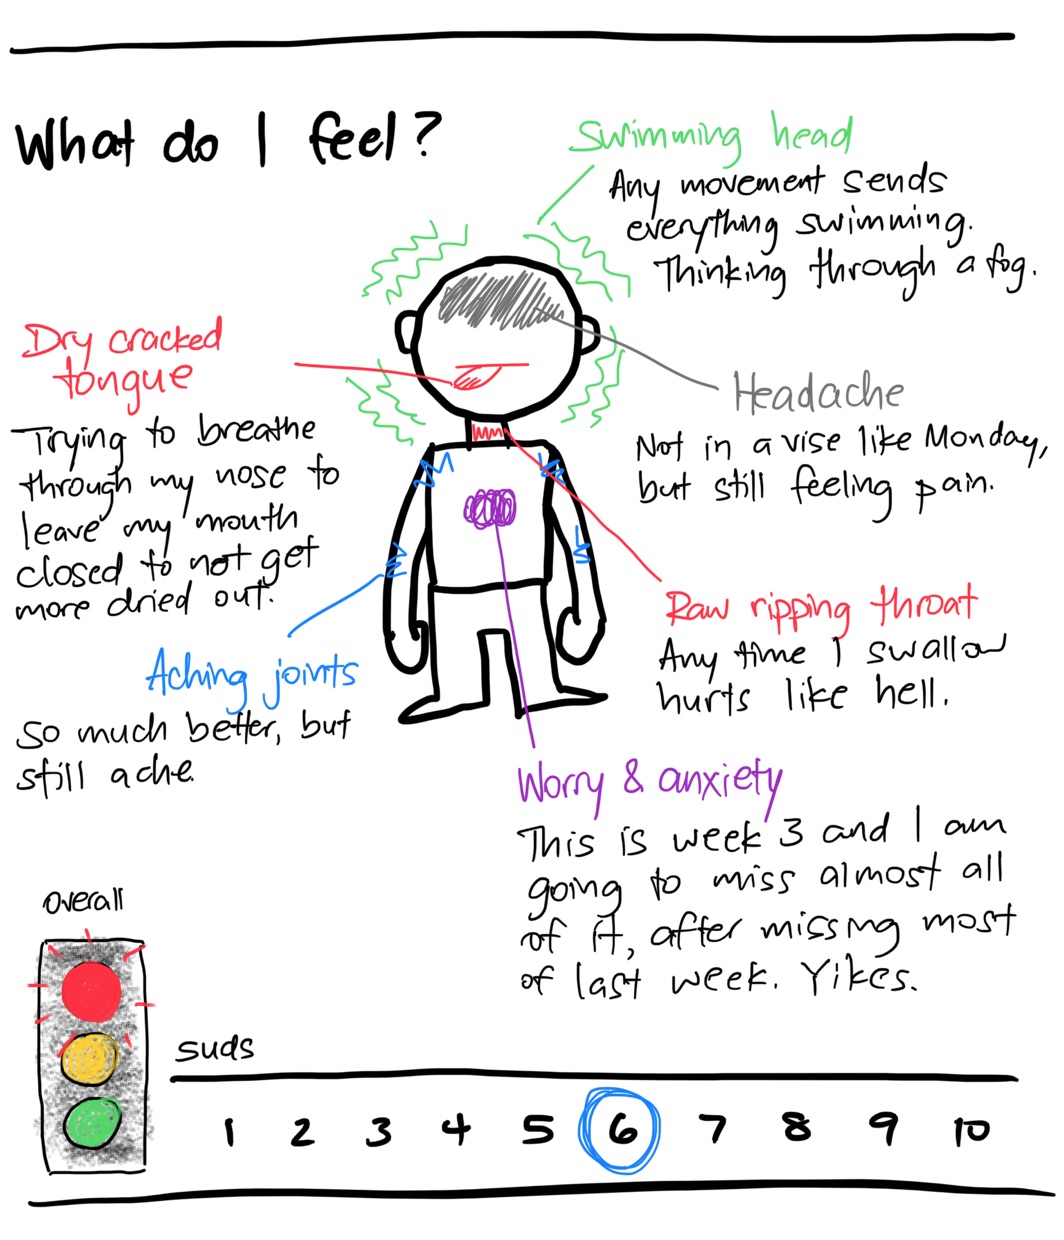 What do I feel?
Swimming head
Any movement sends
everything swimming.
Thinking through a fog.
Dry cracked
tongue
Trying to breathe
through my nose to
leave my mouth
closed to not get
more dried out.
Headache
Not in a vise like Monday,
but still feeling pain.
Raw ripping throat
Any time I swallow
hurts like hell.
Aching joints
So much better, but
still ache.
Worry & anxiety
This is week 3 and I am
going to miss almost all
of it, after missing most
of last week. Yikes.
overall
suds
1 2 3 4 5 6 7 8 9 10